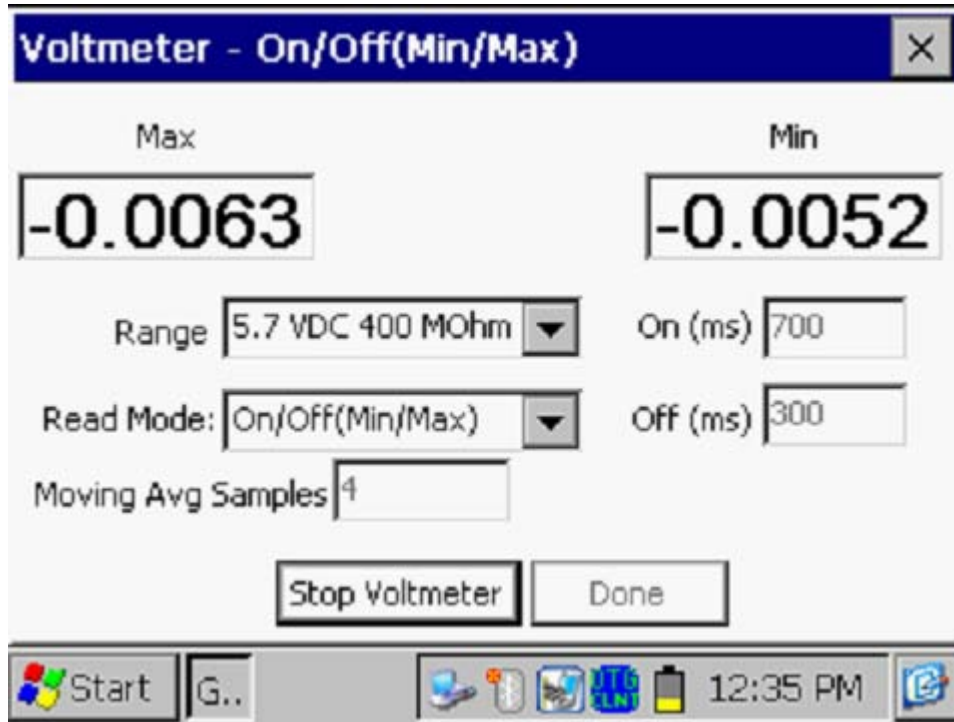 Voltmeter - On/Off(Min/Max)
Max Min
-0.0063 -0.0052
Range 5.7 VDC 400 MOhm On (ms) 700
Read Mode: On/Off(Min/Max) Off (ms) 300
Moving Avg Samples 4
Stop Voltmeter Done
Start G.. UTG CLNT 12:35 PM